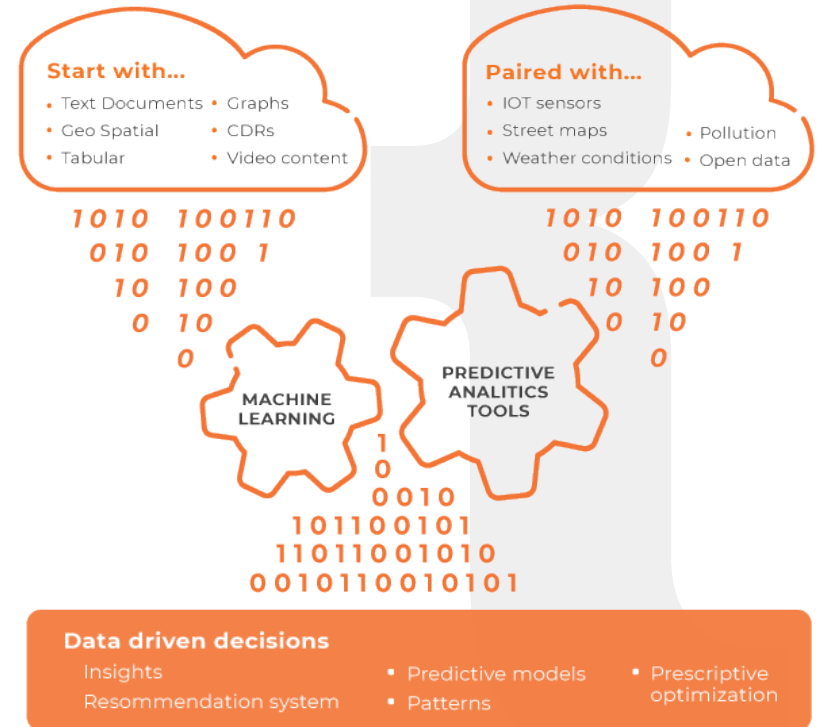 Start with...
• Text Documents • Graphs
• Geo Spatial • CDRs
• Tabular • Video content
Paired with...
• IOT sensors
• Street maps • Pollution
• Weather conditions • Open data
1010 100110
010 100 1
10 100
0 10
0
1010 100110
010 100 1
10 100
0 10
0
MACHINE
LEARNING
PREDICTIVE
ANALITICS
TOOLS
1
0
0010
101100101
11011001010
0010110010101
Data driven decisions
Insights ▪ Predictive models ▪ Prescriptive
optimization
Resommendation system ▪ Patterns